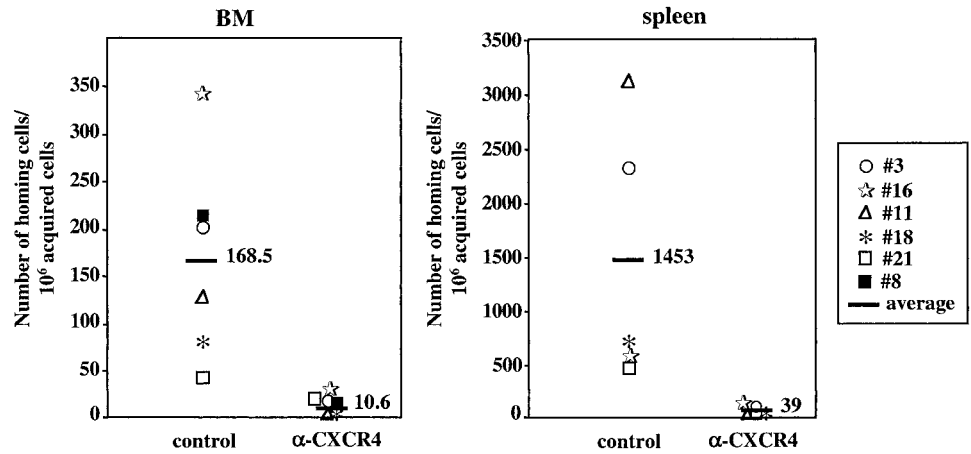 BM
Number of homing cells/
10⁶ acquired cells
350
300
250
200
150
100
50
0
168.5
10.6
control
α-CXCR4
spleen
Number of homing cells/
10⁶ acquired cells
3500
3000
2500
2000
1500
1000
500
0
1453
39
control
α-CXCR4
#3
#16
#11
#18
#21
#8
average